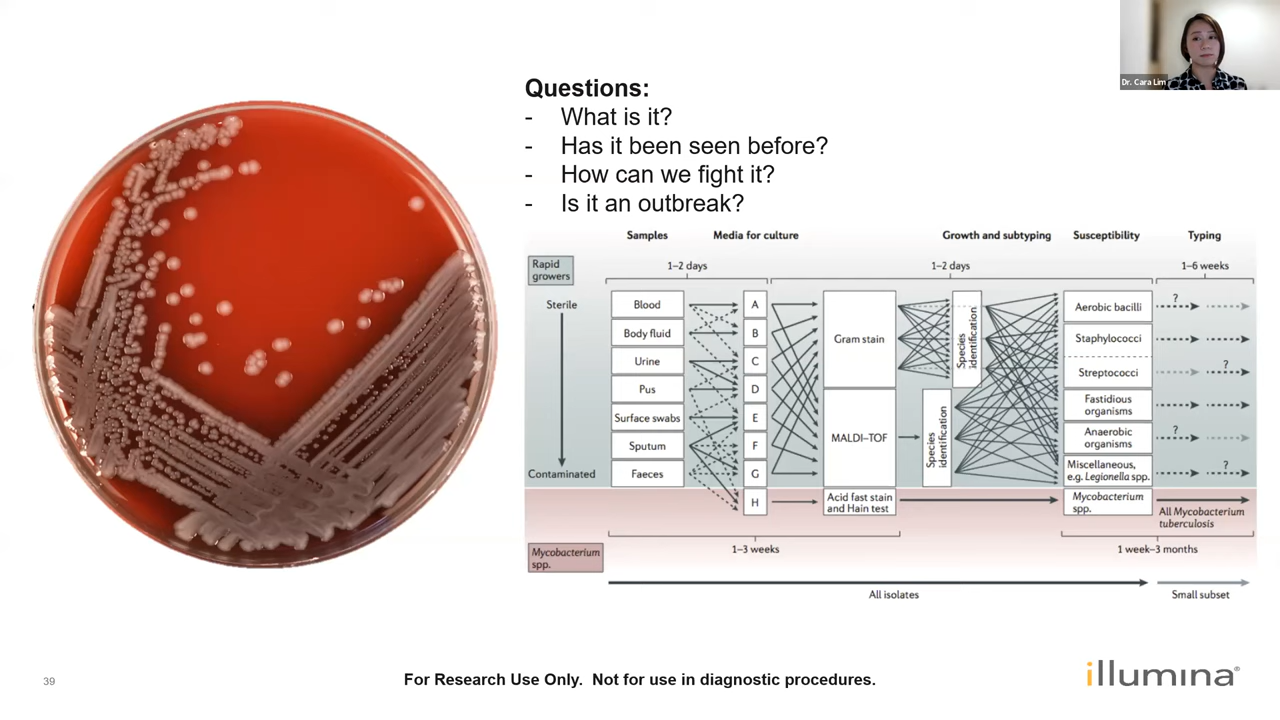 Dr. Cara Lim
Questions:
- What is it?
- Has it been seen before?
- How can we fight it?
- Is it an outbreak?
Samples Media for culture Growth and subtyping Susceptibility Typing
Rapid
growers
1–2 days 1–2 days 1–6 weeks
Sterile
Contaminated
Blood
Body fluid
Urine
Pus
Surface swabs
Sputum
Faeces
A
B
C
D
E
F
G
H
Gram stain
MALDI–TOF
Acid fast stain
and Hain test
Species
identification
Species
identification
Aerobic bacilli
Staphylococci
Streptococci
Fastidious
organisms
Anaerobic
organisms
Miscellaneous,
e.g. Legionella spp.
Mycobacterium
spp.
?
?
?
?
All Mycobacterium
tuberculosis
Mycobacterium
spp.
1–3 weeks 1 week–3 months
All isolates Small subset
39
For Research Use Only. Not for use in diagnostic procedures.
illumina®